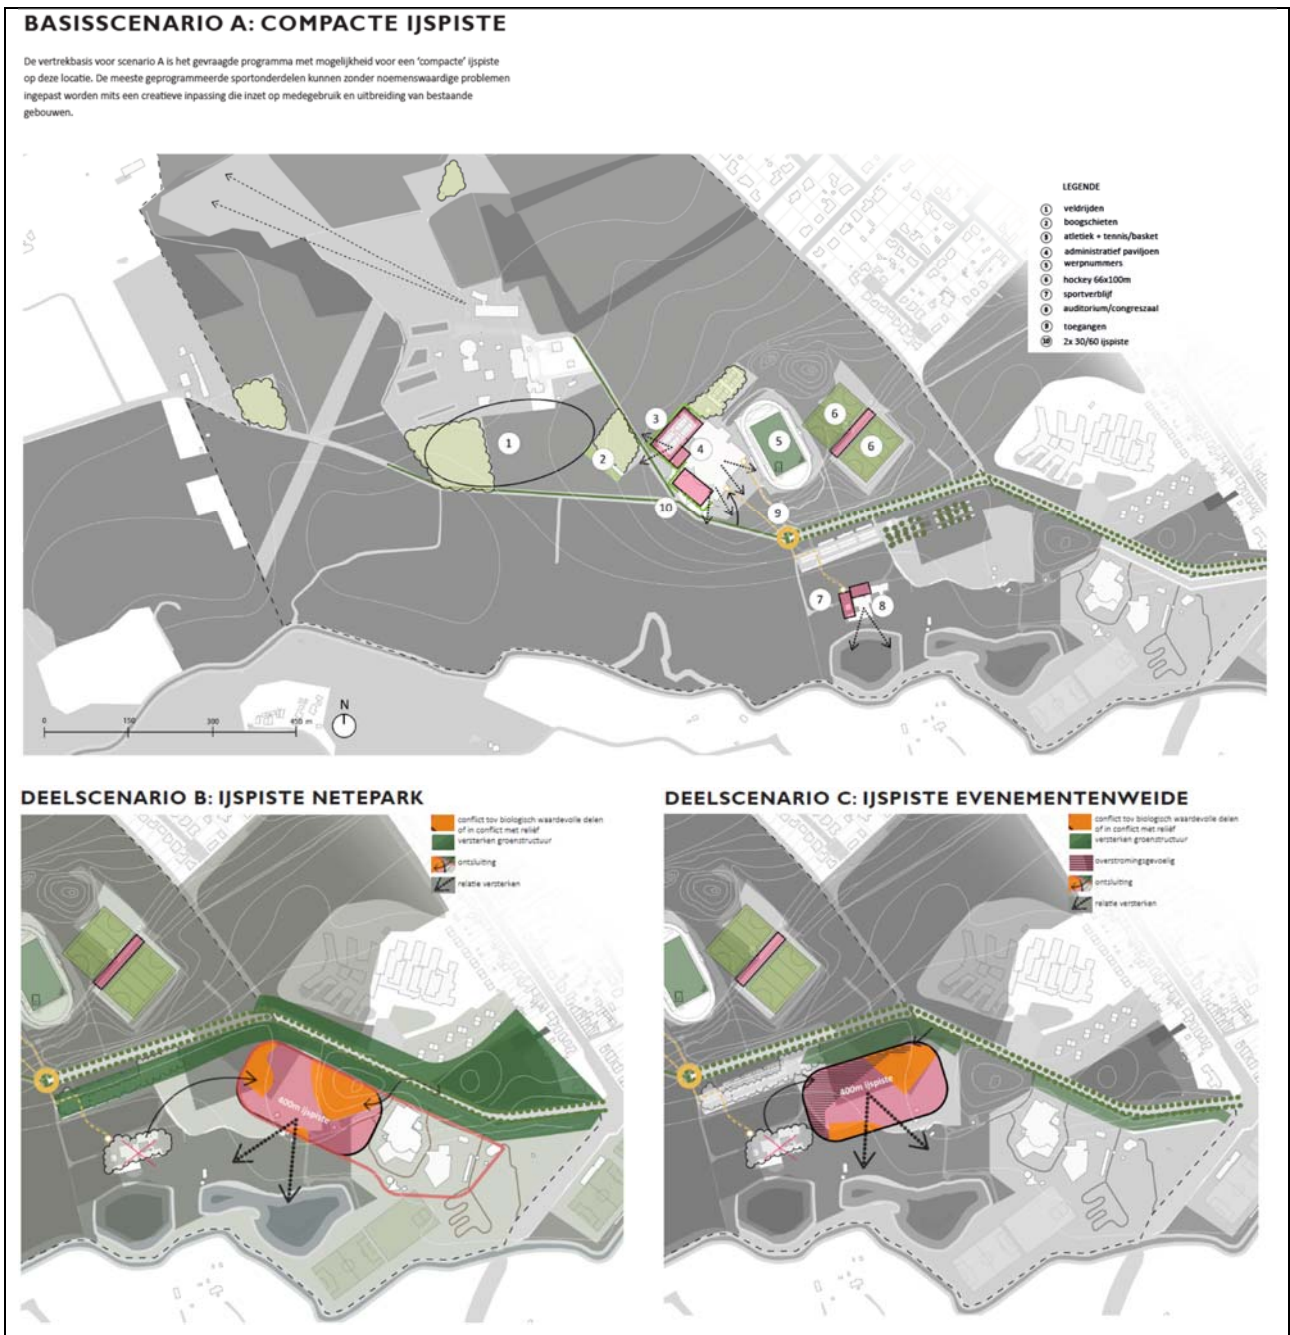 BASISSCENARIO A: COMPACTE IJSPISTE
De vertrekbasis voor scenario A is het gevraagde programma met mogelijkheid voor een 'compacte' ijspiste
op deze locatie. De meeste geprogrammeerde sportonderdelen kunnen zonder noemenswaardige problemen
ingepast worden mits een creatieve inpassing die inzet op medegebruik en uitbreiding van bestaande
gebouwen.
LEGENDE
1 veldrijden
2 boogschieten
3 atletiek + tennis/basket
4 administratief paviljoen
5 werpnummers
6 hockey 66x100m
7 sportverblijf
8 auditorium/congreszaal
9 toegangen
10 2x 30/60 ijspiste
1
2
3
4
5
6
6
10
9
7
8
N
0 150 300 450 m
DEELSCENARIO B: IJSPISTE NETEPARK
conflict tov biologisch waardevolle delen
of in conflict met reliëf
versterken groenstructuur
ontsluiting
relatie versterken
400m ijspiste
DEELSCENARIO C: IJSPISTE EVENEMENTENWEIDE
conflict tov biologisch waardevolle delen
of in conflict met reliëf
versterken groenstructuur
overstromingsgevoelig
ontsluiting
relatie versterken
400m ijspiste